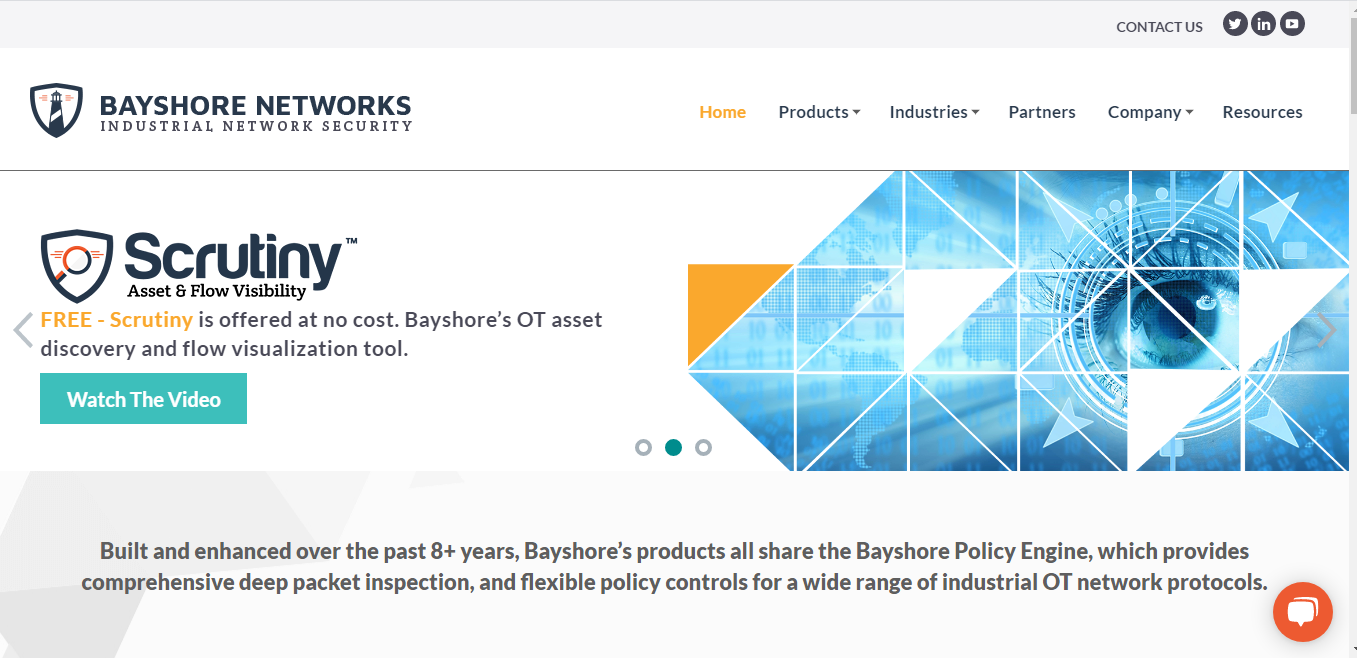 CONTACT US
BAYSHORE NETWORKS
INDUSTRIAL NETWORK SECURITY
Home Products Industries Partners Company Resources
Scrutiny™
Asset & Flow Visibility
FREE - Scrutiny is offered at no cost. Bayshore’s OT asset
discovery and flow visualization tool.
Watch The Video
Built and enhanced over the past 8+ years, Bayshore’s products all share the Bayshore Policy Engine, which provides
comprehensive deep packet inspection, and flexible policy controls for a wide range of industrial OT network protocols.